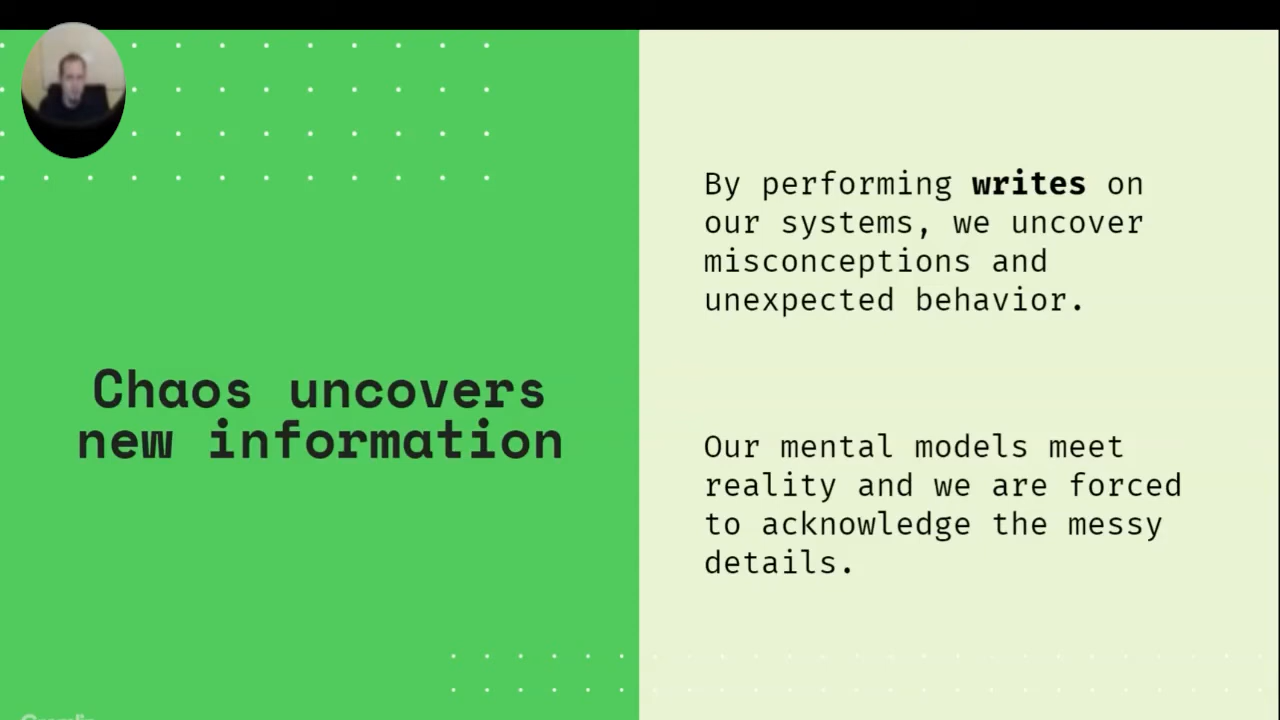 Chaos uncovers
new information
By performing writes on
our systems, we uncover
misconceptions and
unexpected behavior.
Our mental models meet
reality and we are forced
to acknowledge the messy
details.